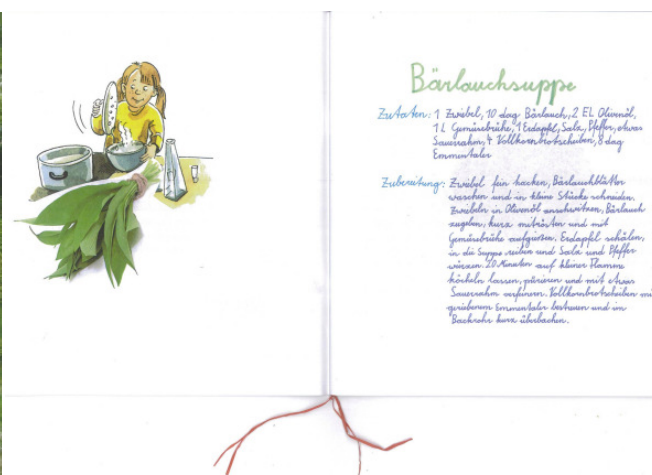 Bärlauchsuppe
Zutaten: 1 Zwiebel, 10 dag Bärlauch, 2 EL Olivenöl,
1 L Gemüsebrühe, 1 Erdapfel, Salz, Pfeffer, etwas
Sauerrahm, 4 Vollkornbrotscheiben, 8 dag
Emmentaler
Zubereitung: Zwiebel fein hacken, Bärlauchblätter
waschen und in kleine Stücke schneiden.
Zwiebeln in Olivenöl anschwitzen, Bärlauch
zugeben, kurz mitrösten und mit
Gemüsebrühe aufgießen. Erdapfel schälen,
in die Suppe reiben und Salz und Pfeffer
würzen. 20 Minuten auf kleiner Flamme
köcheln lassen, pürieren und mit etwas
Sauerrahm verfeinern. Vollkornbrotscheiben mi
geriebenem Emmentaler bestreuen und im
Backrohr kurz überbacken.